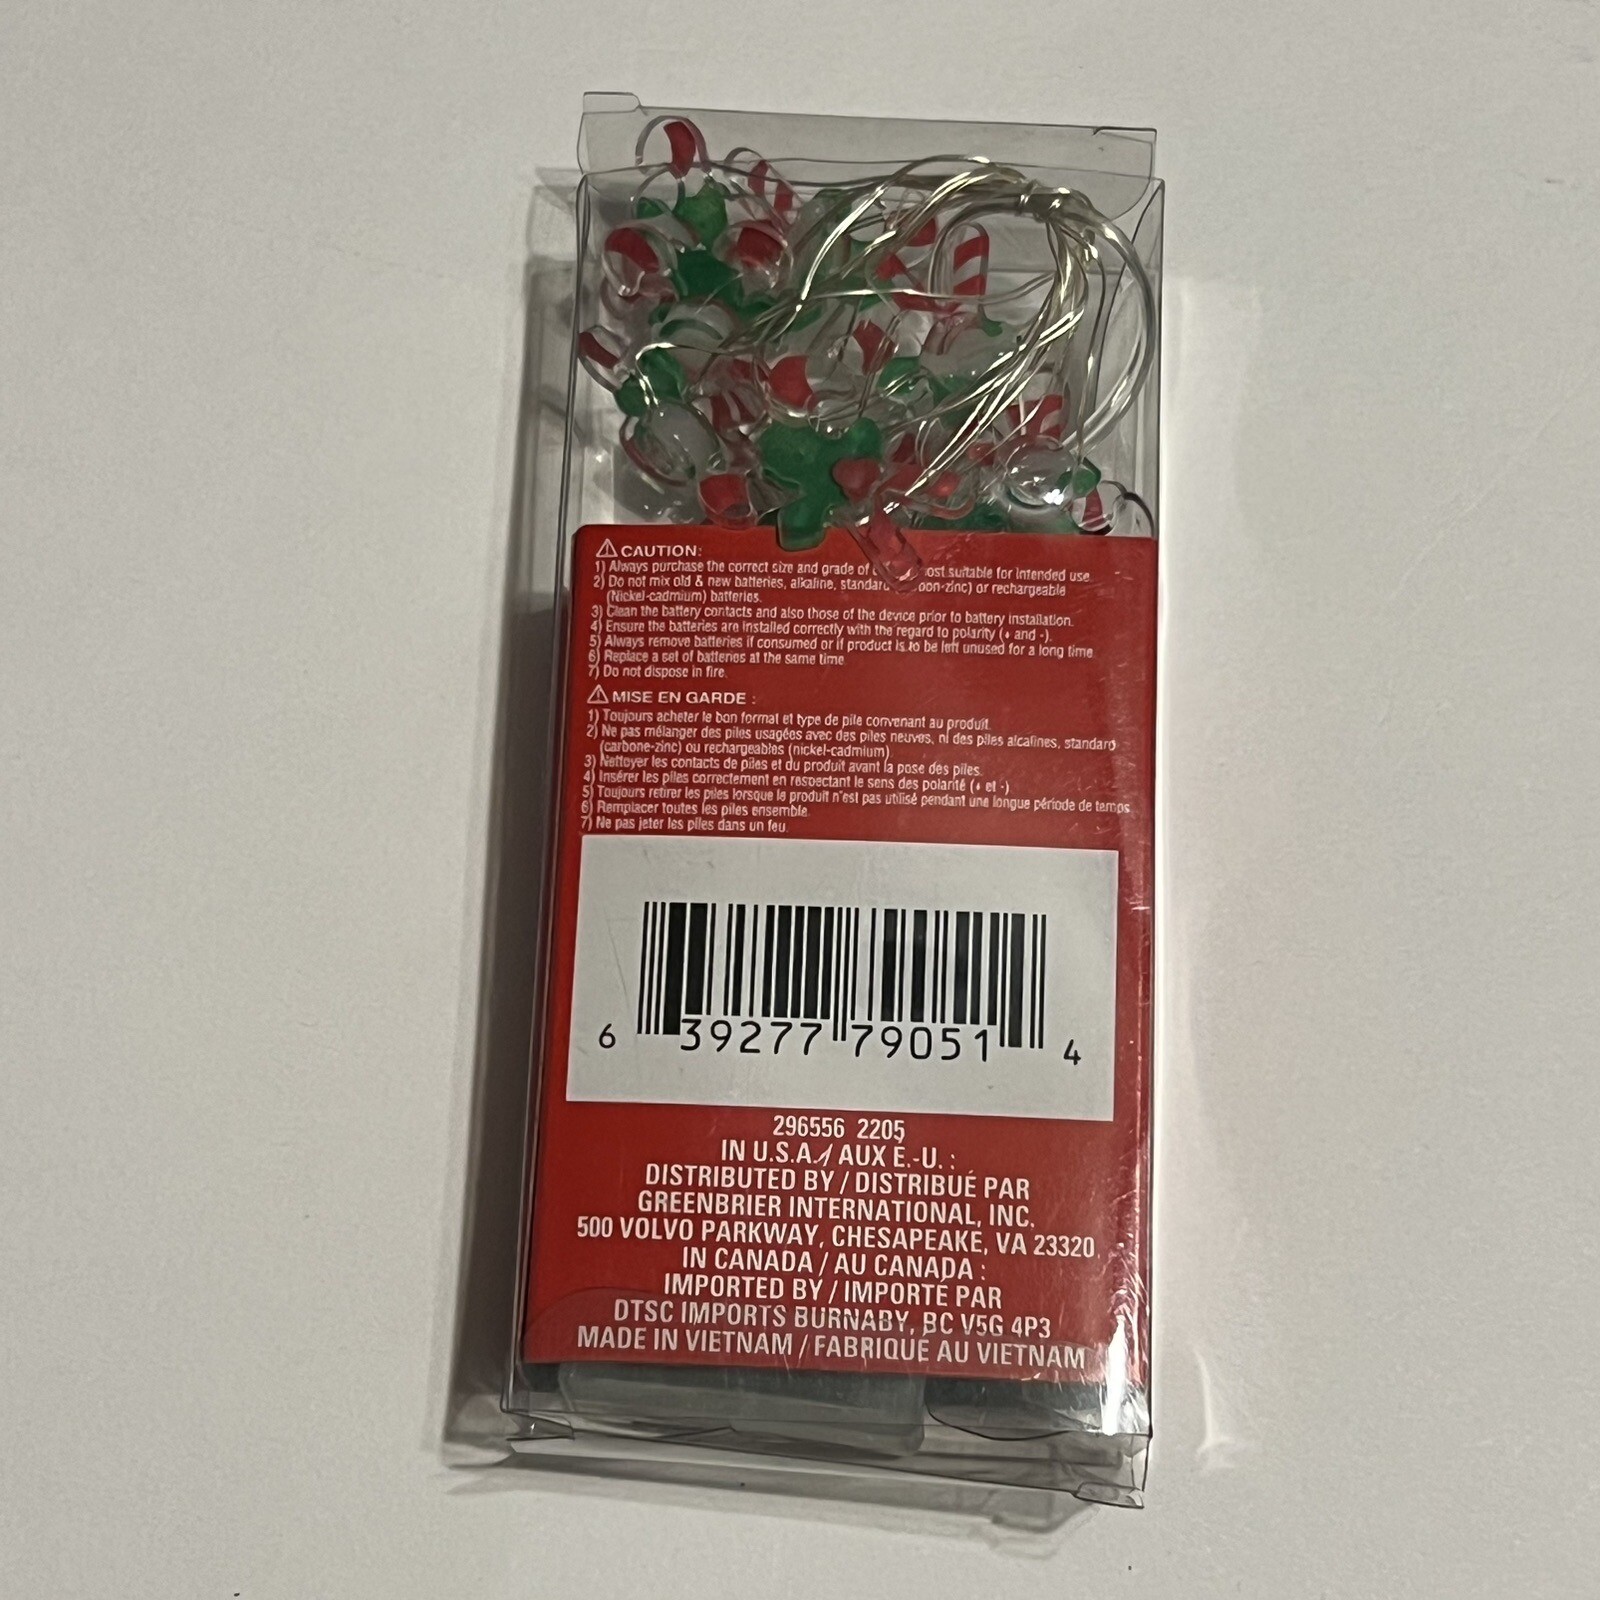 ⚠ CAUTION:
1) Always purchase the correct size and grade of most suitable for intended use.
2) Do not mix old & new batteries, alkaline, standard or rechargeable
(Nickel-cadmium) batteries.
3) Clean the battery contacts and also those of the device prior to battery installation.
4) Ensure the batteries are installed correctly with the regard to polarity (+ and -).
5) Always remove batteries if consumed or if product is to be left unused for a long time.
6) Replace a set of batteries at the same time.
7) Do not dispose in fire.
⚠ MISE EN GARDE :
1) Toujours acheter le bon format et type de pile convenant au produit.
2) Ne pas mélanger des piles usagées avec des piles neuves, ni des piles alcalines, standard
(carbone-zinc) ou rechargeables (nickel-cadmium).
3) Nettoyer les contacts de piles et du produit avant la pose des piles.
4) Insérer les piles correctement en respectant le sens des polarité (+ et -)
5) Toujours retirer les piles lorsque le produit n'est pas utilisé pendant une longue période de temps.
6) Remplacer toutes les piles ensemble.
7) Ne pas jeter les piles dans un feu.
6 39277 79051 4
296556 2205
IN U.S.A./ AUX E.-U. :
DISTRIBUTED BY / DISTRIBUÉ PAR
GREENBRIER INTERNATIONAL, INC.
500 VOLVO PARKWAY, CHESAPEAKE, VA 23320.
IN CANADA / AU CANADA :
IMPORTED BY / IMPORTÉ PAR
DTSC IMPORTS BURNABY, BC V5G 4P3
MADE IN VIETNAM / FABRIQUÉ AU VIETNAM